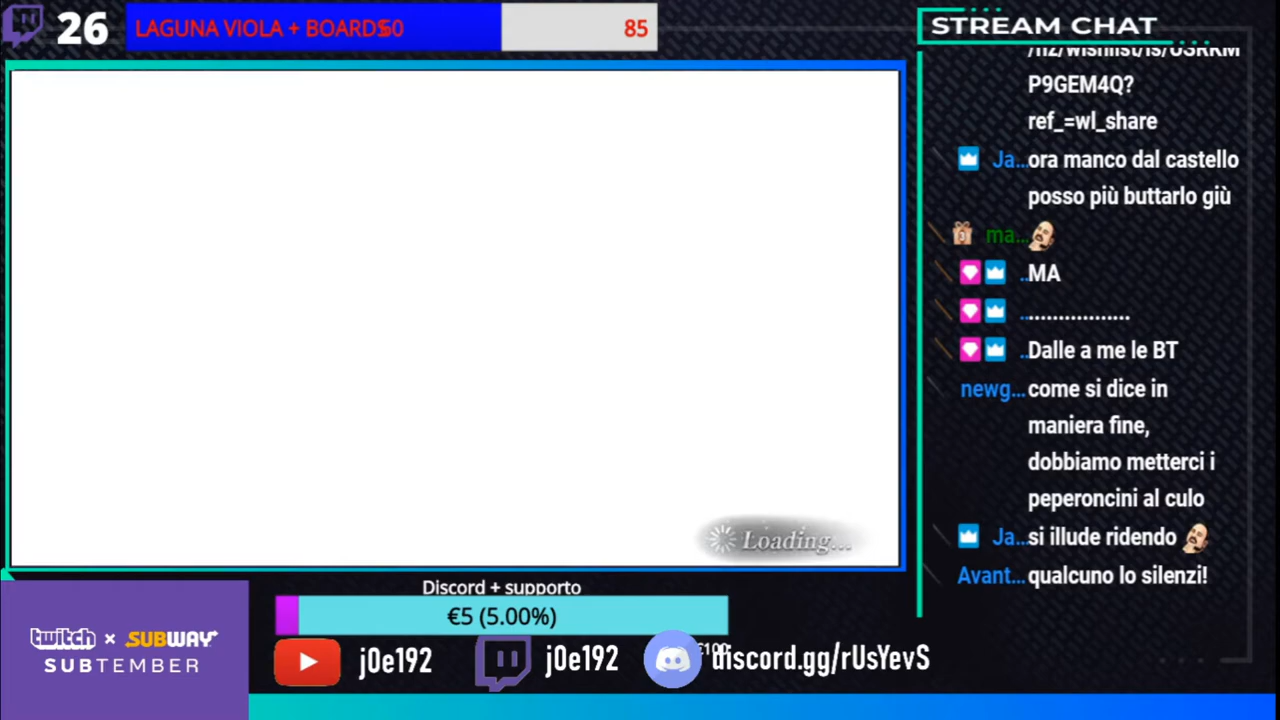 26
LAGUNA VIOLA + BOARD$60
85
STREAM CHAT
P9GEM4Q?
ref_=wl_share
Ja... ora manco dal castello
posso più buttarlo giù
ma...
.. MA
.. .................
.. Dalle a me le BT
newg... come si dice in
maniera fine,
dobbiamo metterci i
peperoncini al culo
Ja... si illude ridendo
Avant... qualcuno lo silenzi!
Loading...
Discord + supporto
€5 (5.00%)
€100
twitch × SUBWAY
SUBTEMBER
j0e192
j0e192
discord.gg/rUsYevS